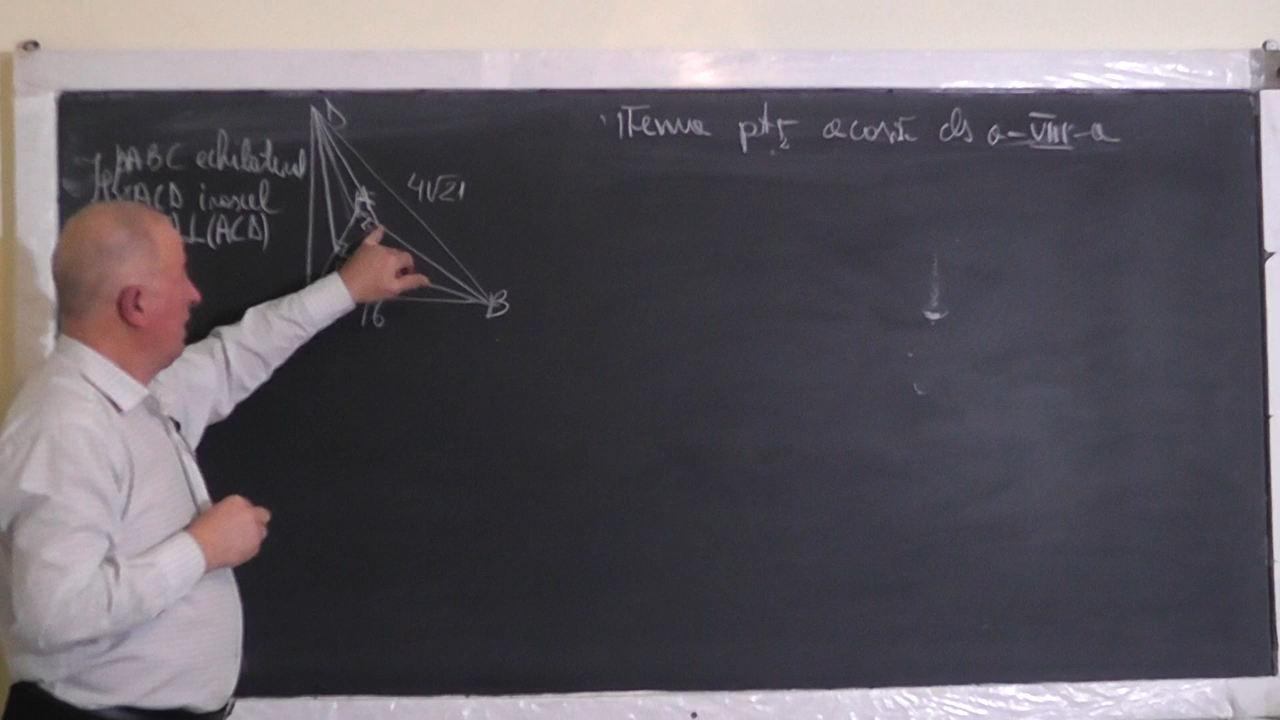 Tema pt acasă cls a-VIII-a
ABC echilateral
ACD isoscel
⊥(ACD)
D
A
4√21
B
16